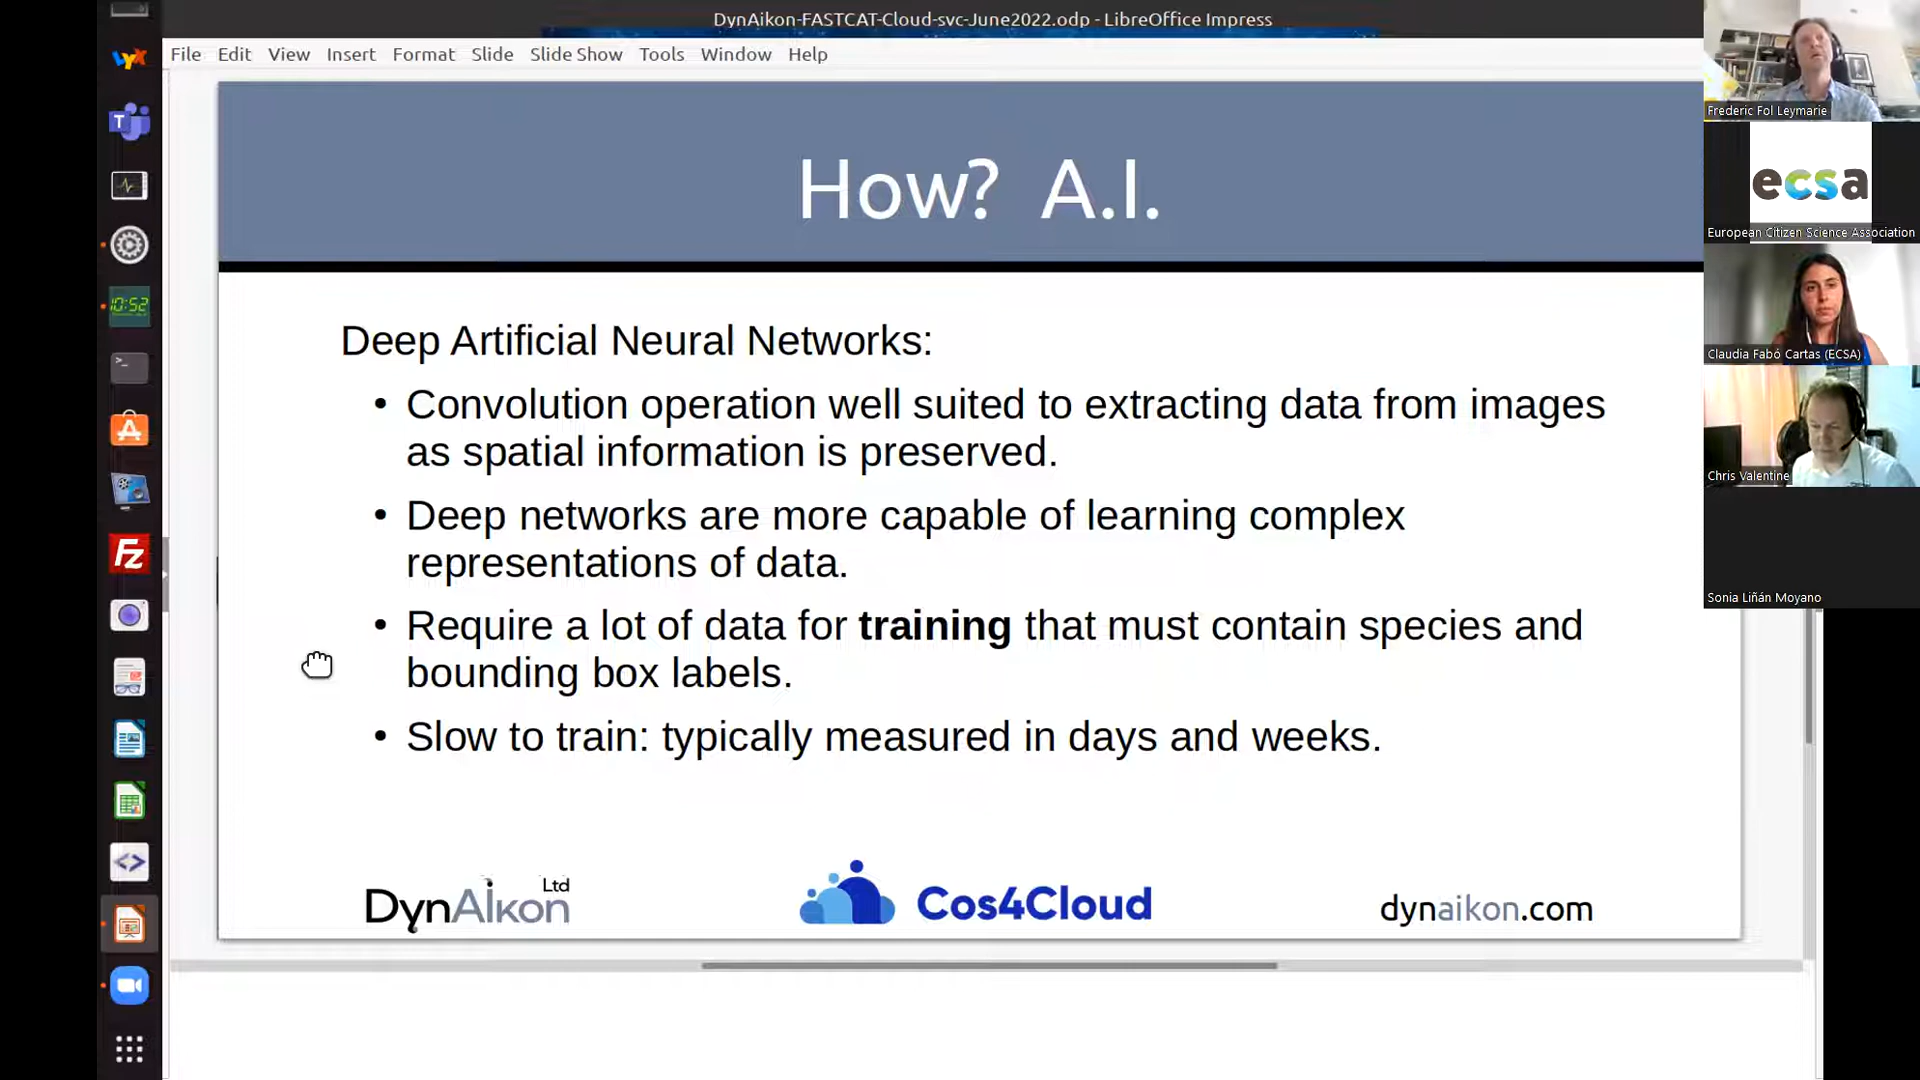 DynAikon-FASTCAT-Cloud-svc-June2022.odp - LibreOffice Impress
File Edit View Insert Format Slide Slide Show Tools Window Help
How? A.I.
Deep Artificial Neural Networks:
• Convolution operation well suited to extracting data from images
as spatial information is preserved.
• Deep networks are more capable of learning complex
representations of data.
• Require a lot of data for training that must contain species and
bounding box labels.
• Slow to train: typically measured in days and weeks.
DynAikon Ltd
Cos4Cloud
dynaikon.com
Frederic Fol Leymarie
ecsa
European Citizen Science Association
Claudia Fabó Cartas (ECSA)
Chris Valentine
Sonia Liñán Moyano
LyX
T
10:52
>_
A
FZ
<>